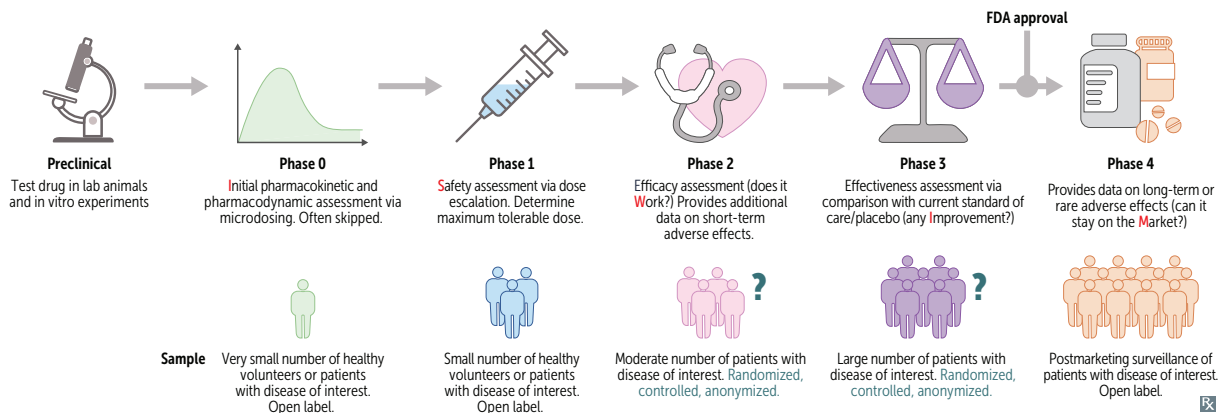 FDA approval
Preclinical
Test drug in lab animals
and in vitro experiments
Phase 0
Initial pharmacokinetic and
pharmacodynamic assessment via
microdosing. Often skipped.
Phase 1
Safety assessment via dose
escalation. Determine
maximum tolerable dose.
Phase 2
Efficacy assessment (does it
Work?) Provides additional
data on short-term
adverse effects.
Phase 3
Effectiveness assessment via
comparison with current standard of
care/placebo (any Improvement?)
Phase 4
Provides data on long-term or
rare adverse effects (can it
stay on the Market?)
?
?
Sample
Very small number of healthy
volunteers or patients
with disease of interest.
Open label.
Small number of healthy
volunteers or patients
with disease of interest.
Open label.
Moderate number of patients with
disease of interest. Randomized,
controlled, anonymized.
Large number of patients with
disease of interest. Randomized,
controlled, anonymized.
Postmarketing surveillance of
patients with disease of interest.
Open label.
℞